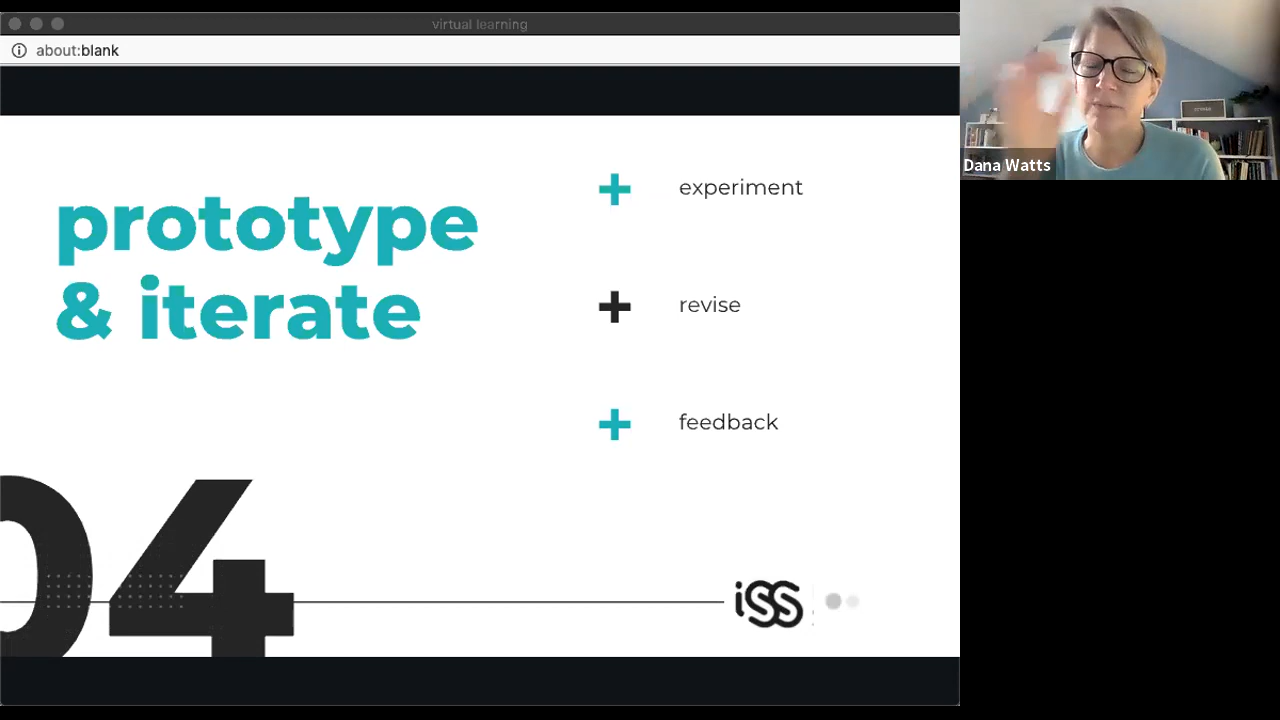 virtual learning
about:blank
prototype
& iterate
experiment
revise
feedback
04
iss
Dana Watts